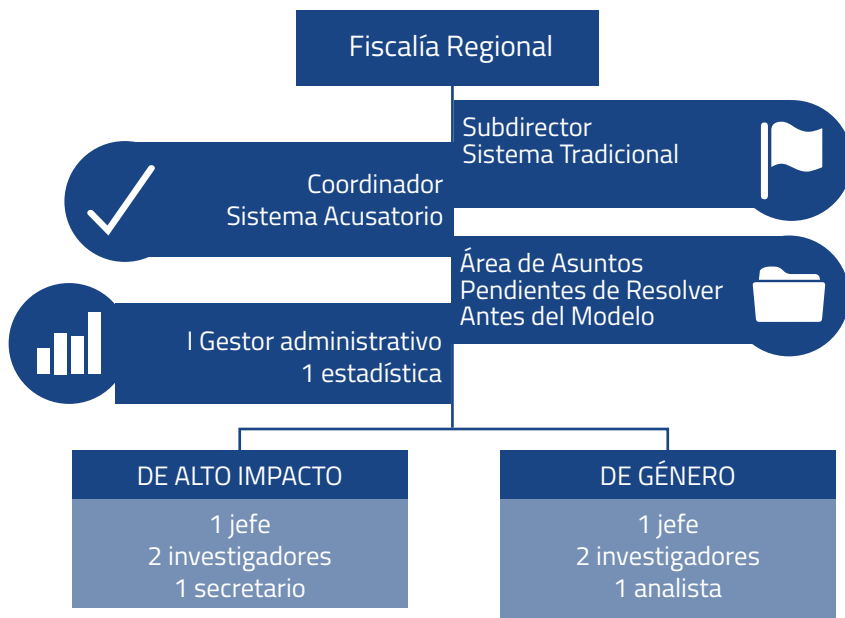 Fiscalía Regional
Subdirector
Sistema Tradicional
Coordinador
Sistema Acusatorio
Área de Asuntos
Pendientes de Resolver
Antes del Modelo
I Gestor administrativo
1 estadística
DE ALTO IMPACTO
1 jefe
2 investigadores
1 secretario
DE GÉNERO
1 jefe
2 investigadores
1 analista